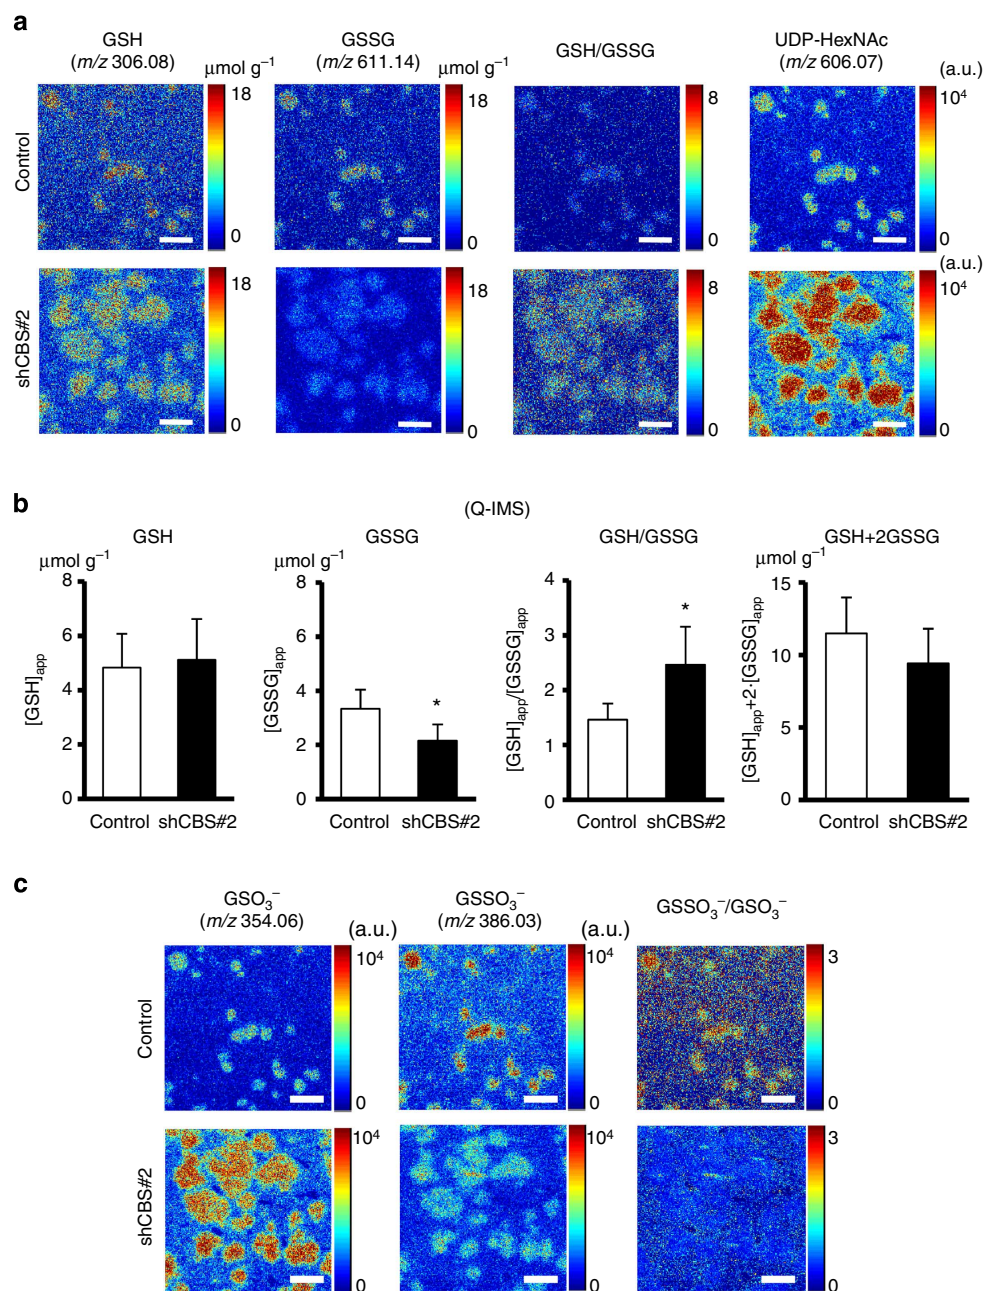 a
GSH
(m/z 306.08)
μmol g⁻¹
GSSG
(m/z 611.14)
μmol g⁻¹
GSH/GSSG
UDP-HexNAc
(m/z 606.07)
(a.u.)
Control
18
0
18
0
8
0
10⁴
0
(a.u.)
shCBS#2
18
0
18
0
8
0
10⁴
0
b
(Q-IMS)
GSH
μmol g⁻¹
[GSH]app
8
6
4
2
0
Control shCBS#2
GSSG
[GSSG]app
8
6
4
2
0
*
Control shCBS#2
GSH/GSSG
[GSH]app/[GSSG]app
4
3
2
1
0
*
Control shCBS#2
GSH+2GSSG
μmol g⁻¹
[GSH]app+2·[GSSG]app
15
10
5
0
Control shCBS#2
c
GSO₃⁻
(m/z 354.06)
(a.u.)
GSSO₃⁻
(m/z 386.03)
(a.u.)
GSSO₃⁻/GSO₃⁻
Control
10⁴
0
10⁴
0
3
0
shCBS#2
10⁴
0
10⁴
0
3
0